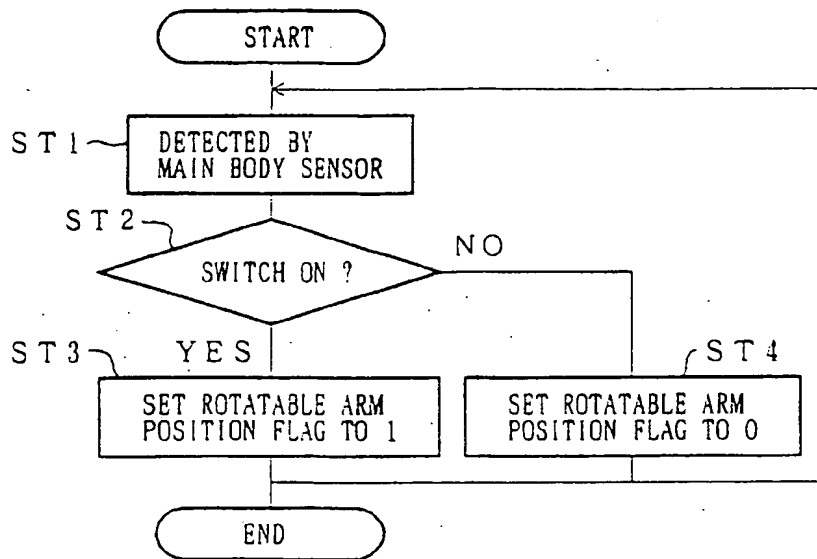 START
ST1
DETECTED BY
MAIN BODY SENSOR
ST2
SWITCH ON ?
NO
ST3
YES
ST4
SET ROTATABLE ARM
POSITION FLAG TO 1
SET ROTATABLE ARM
POSITION FLAG TO 0
END